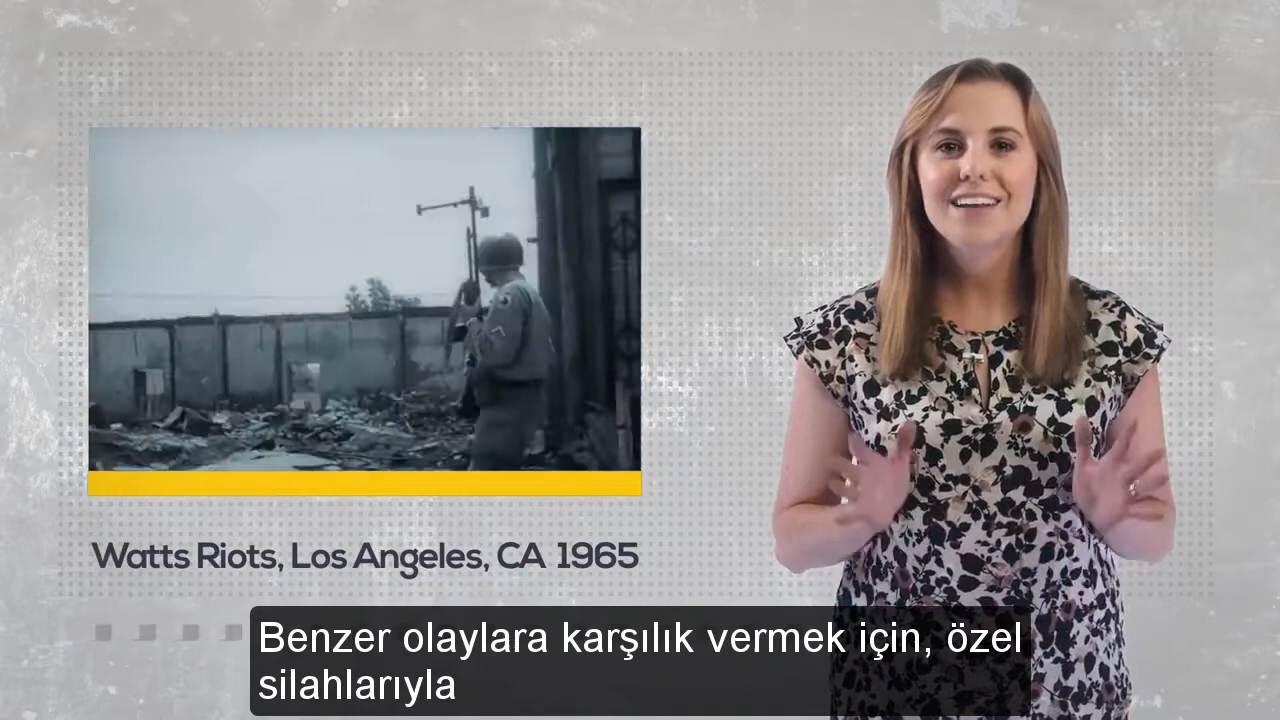 Watts Riots, Los Angeles, CA 1965
Benzer olaylara karşılık vermek için, özel
silahlarıyla